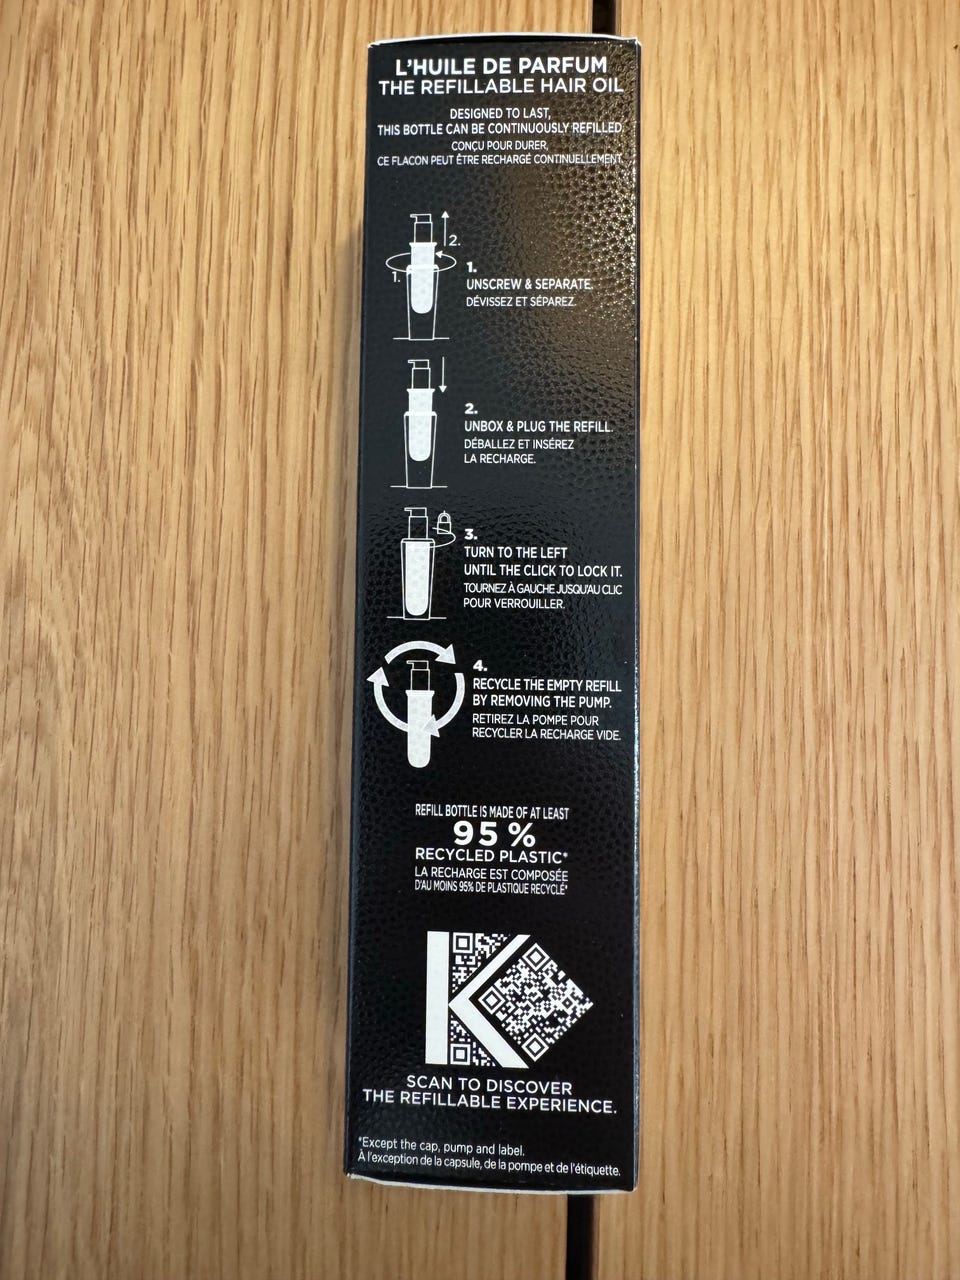 L'HUILE DE PARFUM
THE REFILLABLE HAIR OIL
DESIGNED TO LAST,
THIS BOTTLE CAN BE CONTINUOUSLY REFILLED.
CONÇU POUR DURER,
CE FLACON PEUT ÊTRE RECHARGÉ CONTINUELLEMENT.
2.
1.
1.
UNSCREW & SEPARATE.
DÉVISSEZ ET SÉPAREZ.
2.
UNBOX & PLUG THE REFILL.
DÉBALLEZ ET INSÉREZ
LA RECHARGE.
3.
TURN TO THE LEFT
UNTIL THE CLICK TO LOCK IT.
TOURNEZ À GAUCHE JUSQU'AU CLIC
POUR VERROUILLER.
4.
RECYCLE THE EMPTY REFILL
BY REMOVING THE PUMP.
RETIREZ LA POMPE POUR
RECYCLER LA RECHARGE VIDE.
REFILL BOTTLE IS MADE OF AT LEAST
95 %
RECYCLED PLASTIC*
LA RECHARGE EST COMPOSÉE
D'AU MOINS 95% DE PLASTIQUE RECYCLÉ*
K
SCAN TO DISCOVER
THE REFILLABLE EXPERIENCE.
*Except the cap, pump and label.
À l'exception de la capsule, de la pompe et de l'étiquette.